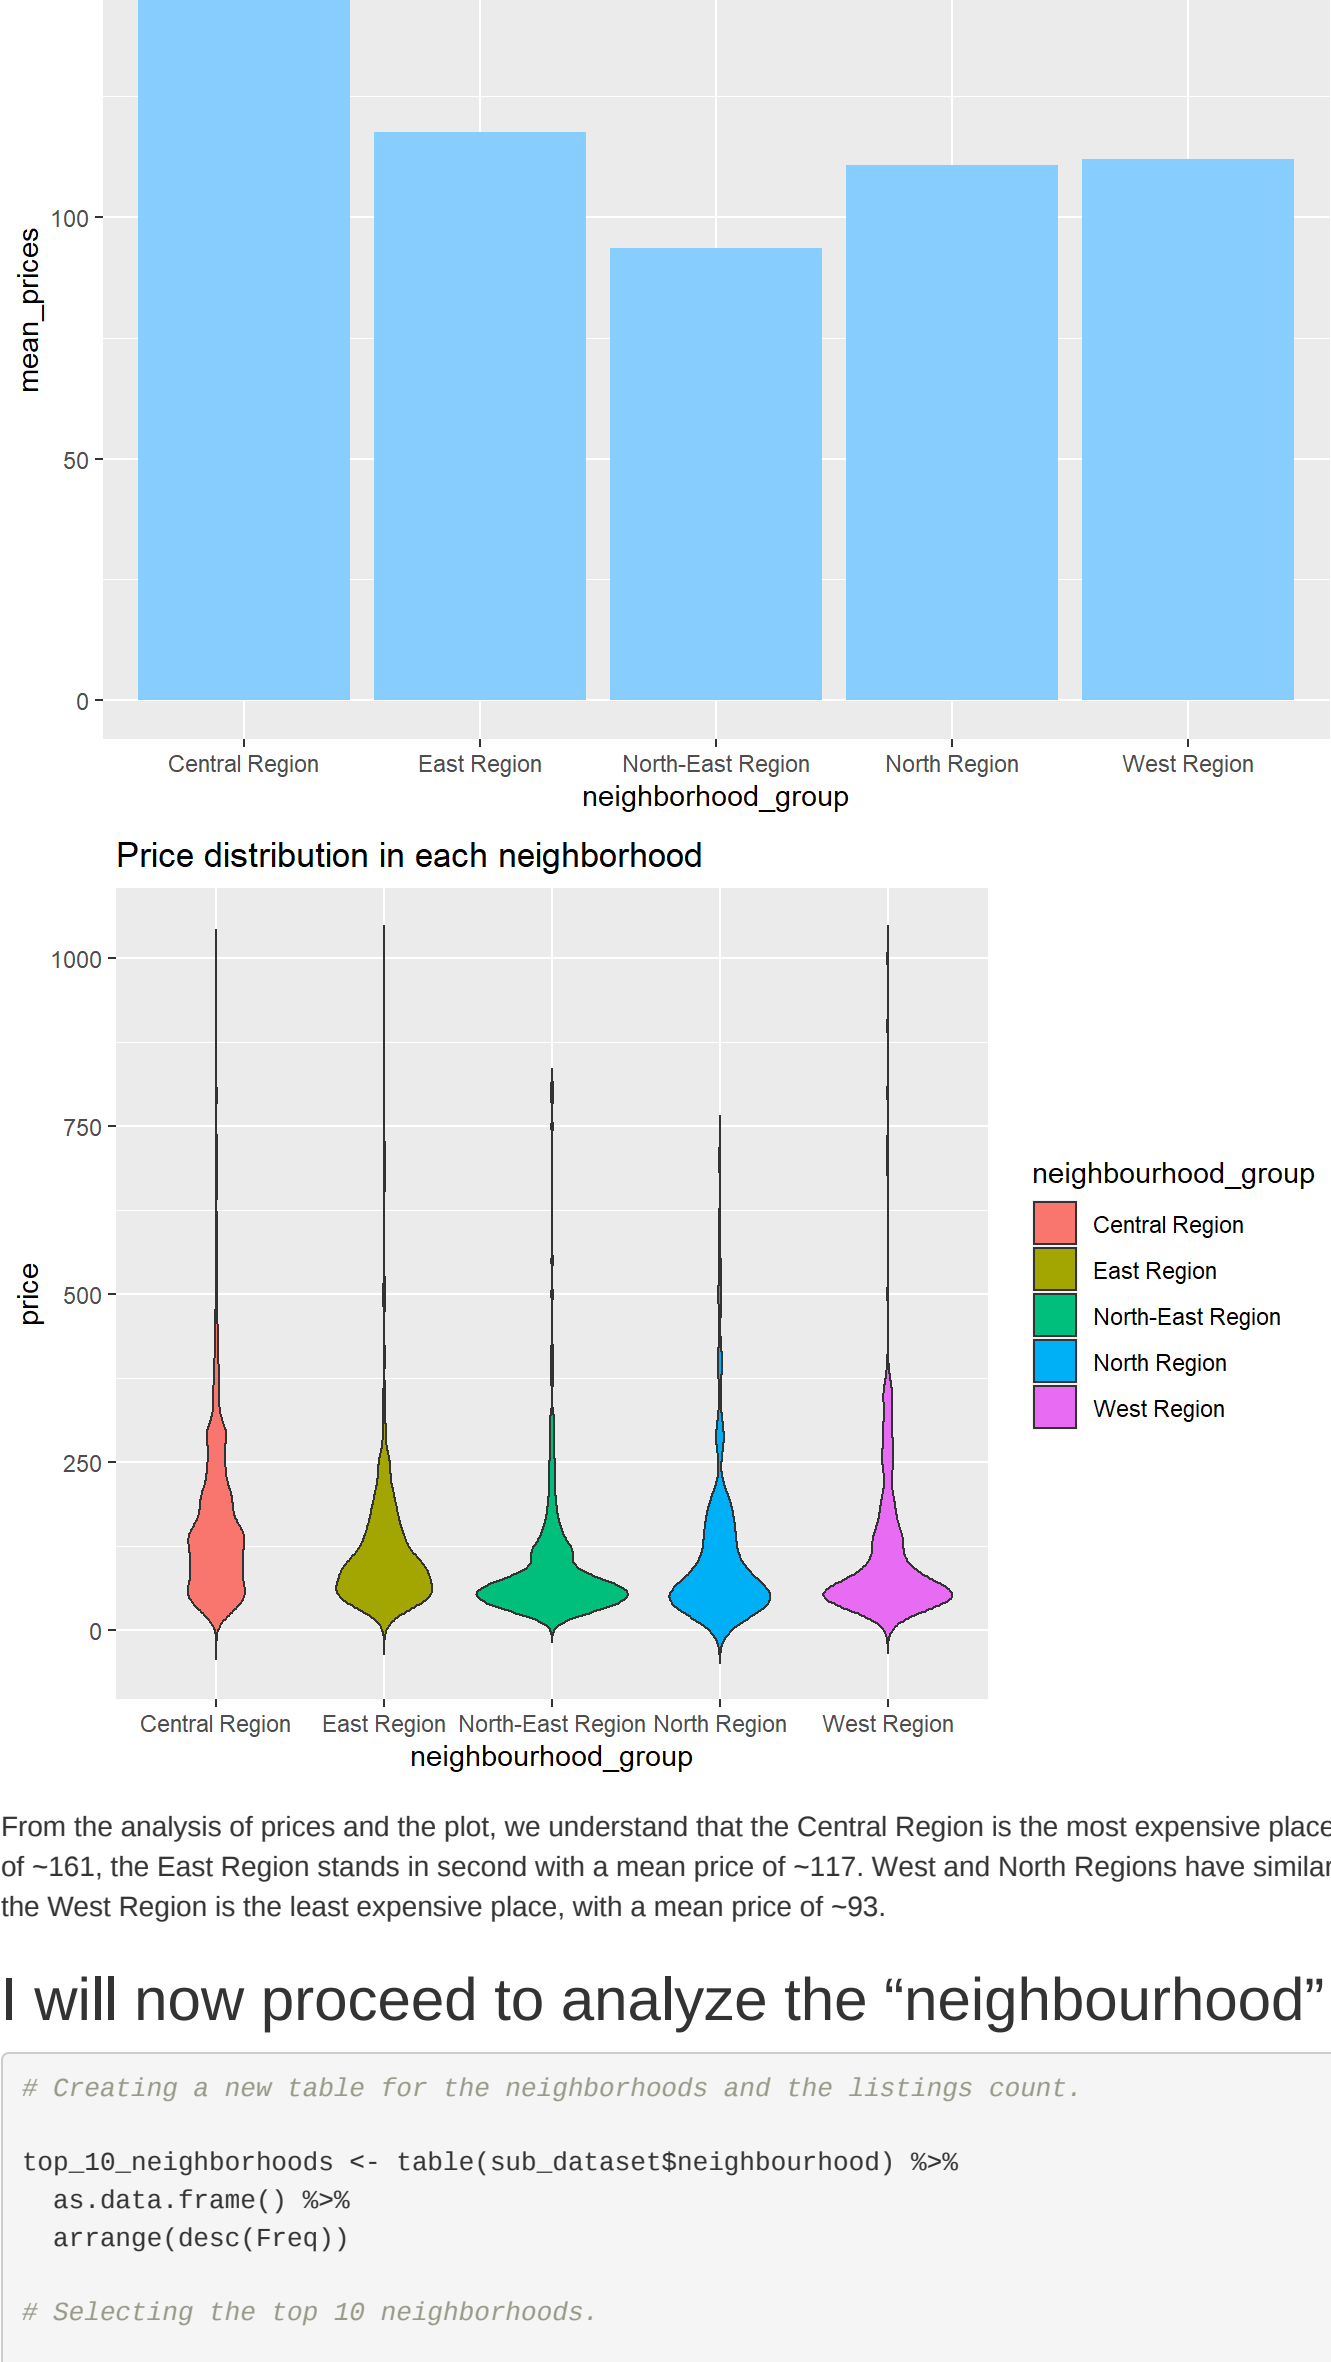 100
50
0
mean_prices
Central Region
East Region
North-East Region
North Region
West Region
neighborhood_group
Price distribution in each neighborhood
1000
750
500
250
0
price
Central Region
East Region
North-East Region
North Region
West Region
neighbourhood_group
neighbourhood_group
Central Region
East Region
North-East Region
North Region
West Region
From the analysis of prices and the plot, we understand that the Central Region is the most expensive place
of ~161, the East Region stands in second with a mean price of ~117. West and North Regions have similar
the West Region is the least expensive place, with a mean price of ~93.
I will now proceed to analyze the “neighbourhood”
# Creating a new table for the neighborhoods and the listings count.
top_10_neighborhoods <- table(sub_dataset$neighbourhood) %>%
as.data.frame() %>%
arrange(desc(Freq))
# Selecting the top 10 neighborhoods.